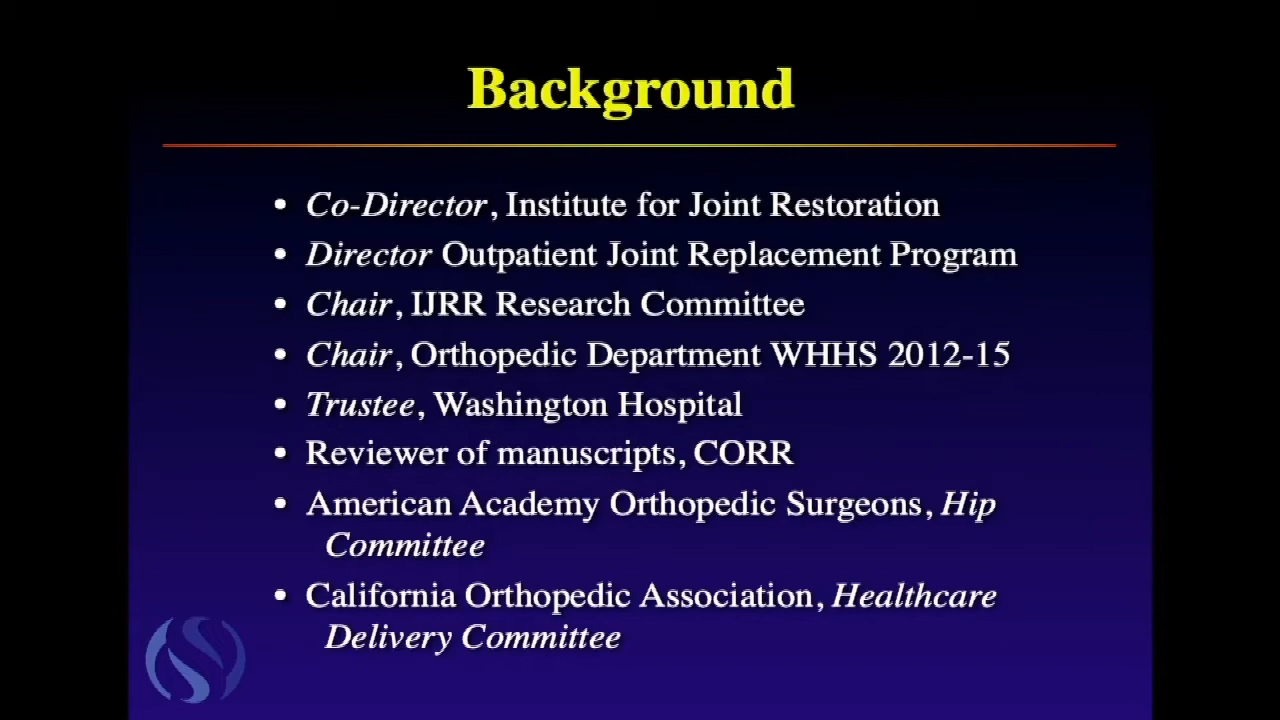 Background
• Co-Director, Institute for Joint Restoration
• Director Outpatient Joint Replacement Program
• Chair, IJRR Research Committee
• Chair, Orthopedic Department WHHS 2012-15
• Trustee, Washington Hospital
• Reviewer of manuscripts, CORR
• American Academy Orthopedic Surgeons, Hip
Committee
• California Orthopedic Association, Healthcare
Delivery Committee